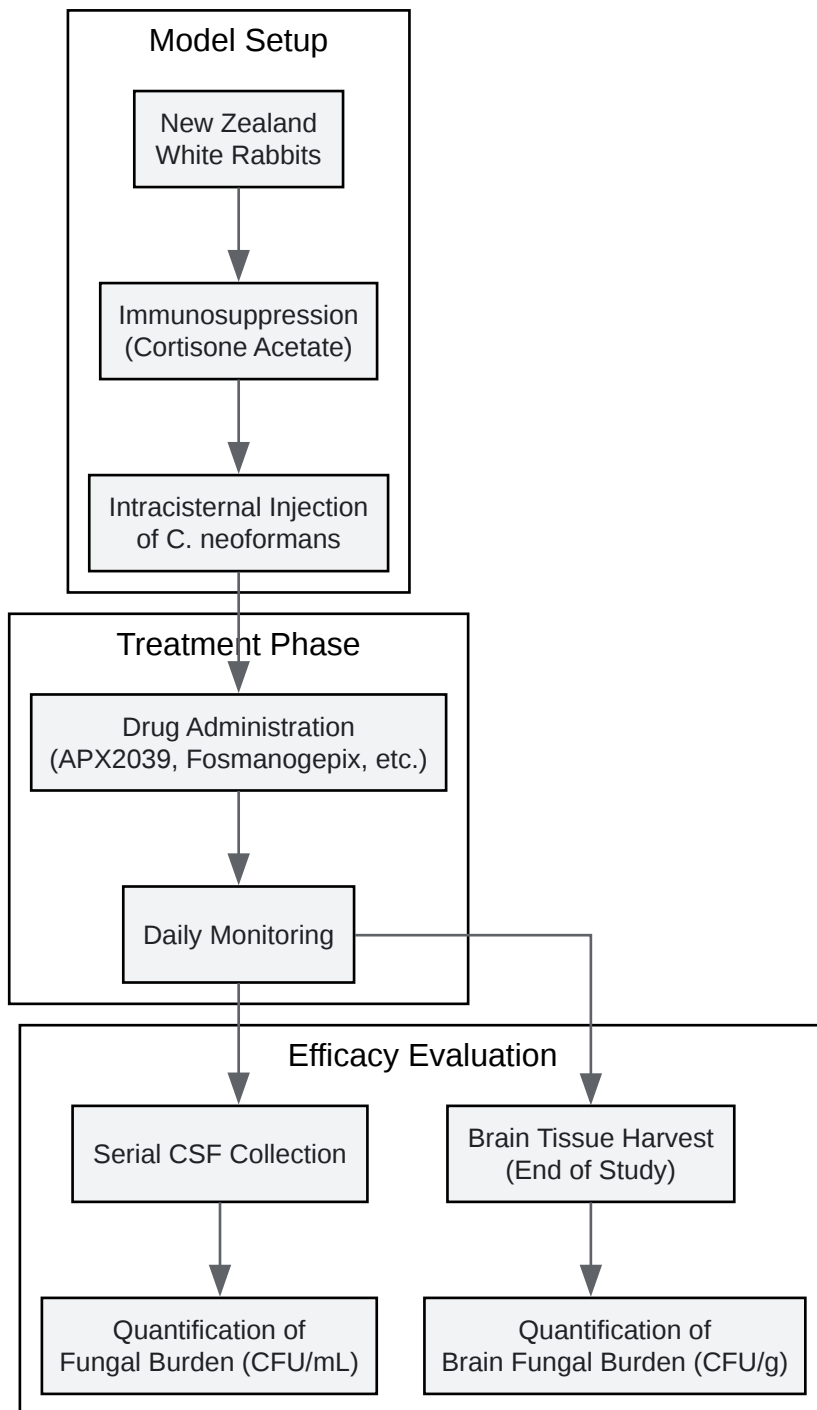 Model Setup
New Zealand
White Rabbits
Immunosuppression
(Cortisone Acetate)
Intracisternal Injection
of C. neoformans
Treatment Phase
Drug Administration
(APX2039, Fosmanogepix, etc.)
Daily Monitoring
Efficacy Evaluation
Serial CSF Collection
Brain Tissue Harvest
(End of Study)
Quantification of
Fungal Burden (CFU/mL)
Quantification of
Brain Fungal Burden (CFU/g)